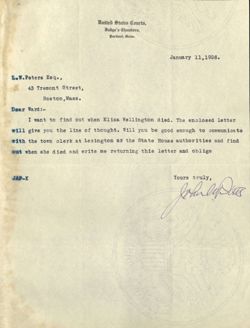 United States Courts,
Judge's Chambers,
Portland, Maine.
January 11,1926.
L.W.Peters Esq.,
43 Tremont Street,
Boston,Mass.
Dear Ward:-
I want to find out when Eliza Wellington died. The enclosed letter
will give you the line of thought. Will you be good enough to communicate
with the town clerk at Lexington or the State House authorities and find
out when she died and write me returning this letter and oblige
Yours truly,
JAP-K